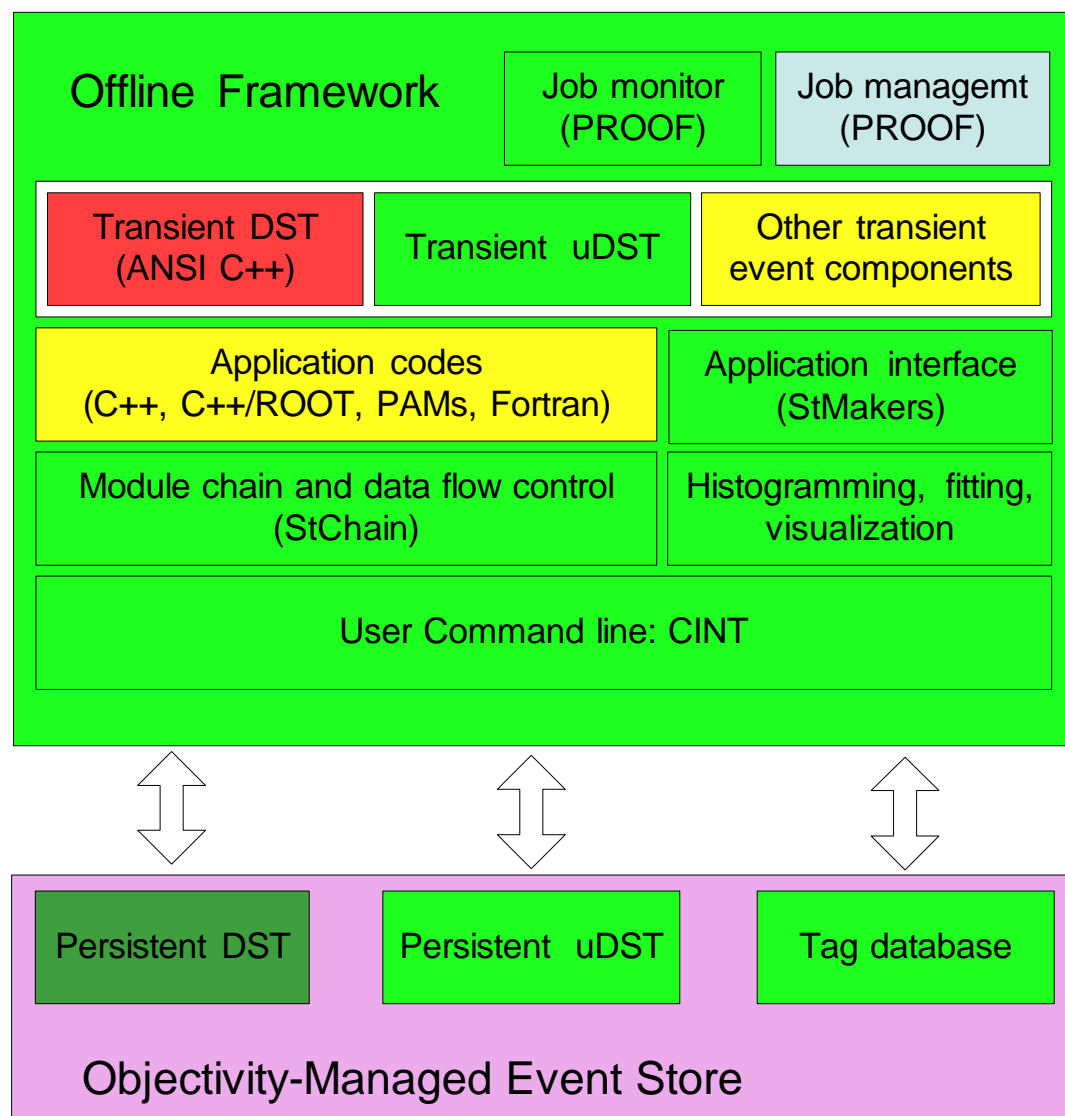 Offline Framework
Job monitor
(PROOF)
Job managemt
(PROOF)
Transient DST
(ANSI C++)
Transient uDST
Other transient
event components
Application codes
(C++, C++/ROOT, PAMs, Fortran)
Application interface
(StMakers)
Module chain and data flow control
(StChain)
Histogramming, fitting,
visualization
User Command line: CINT
Persistent DST
Persistent uDST
Tag database
Objectivity-Managed Event Store